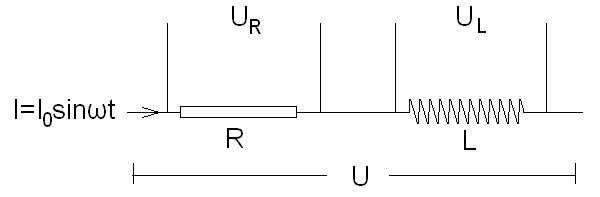 U_R
U_L
I=I_0sinωt
R
L
U